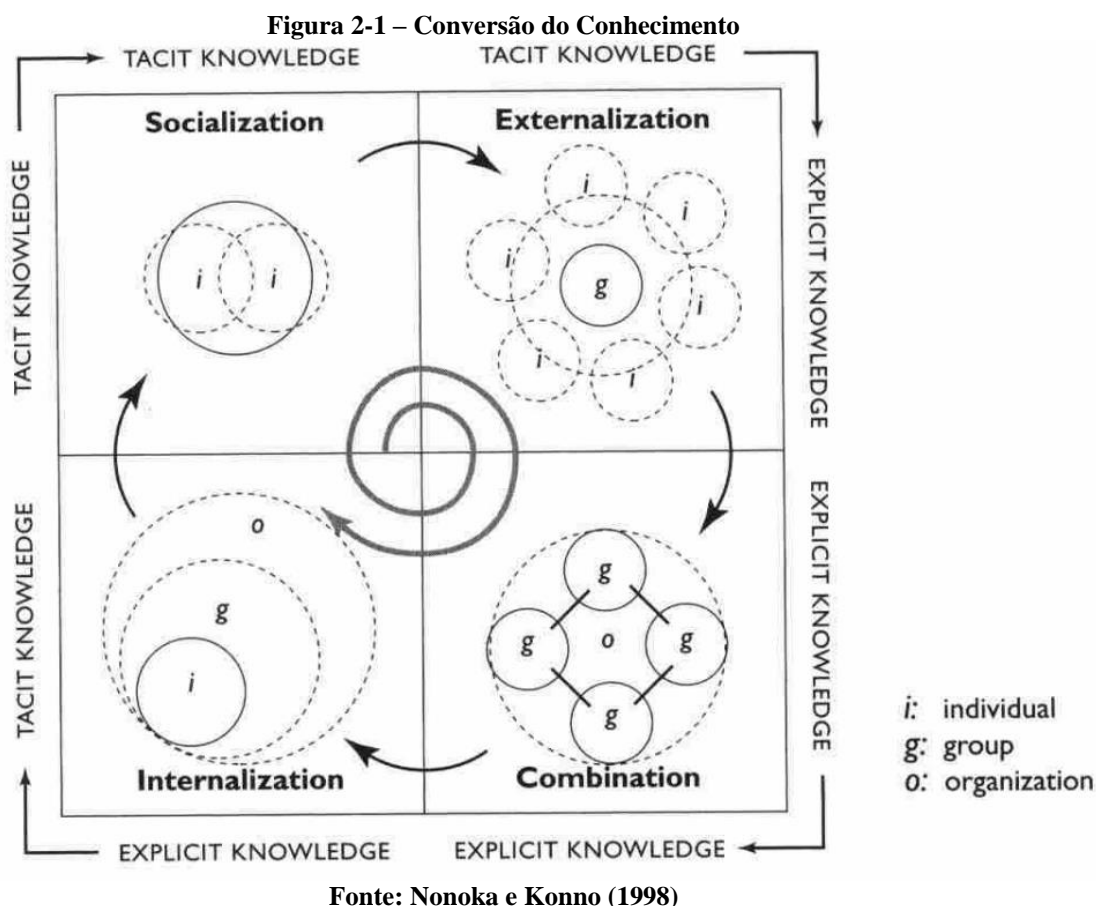 Figura 2-1 – Conversão do Conhecimento
TACIT KNOWLEDGE TACIT KNOWLEDGE
Socialization Externalization
TACIT KNOWLEDGE
EXPLICIT KNOWLEDGE
i i
i
i
i
i
i
i
g
TACIT KNOWLEDGE
EXPLICIT KNOWLEDGE
o
g
i
g
g
o
g
g
Internalization Combination
EXPLICIT KNOWLEDGE EXPLICIT KNOWLEDGE
i: individual
g: group
o: organization
Fonte: Nonoka e Konno (1998)